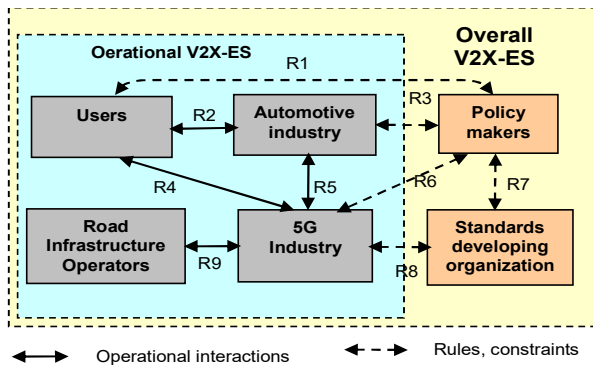 Overall
V2X-ES
Oerational V2X-ES
R1
Users
R2
Automotive
industry
R3
Policy
makers
R4
R5
R6
R7
Road
Infrastructure
Operators
R9
5G
Industry
R8
Standards
developing
organization
Operational interactions
Rules, constraints